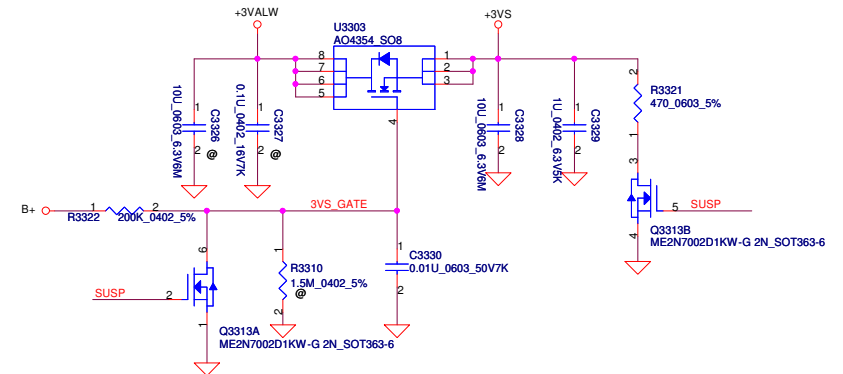 +3VALW
+3VS
U3303
AO4354_SO8
8
7
6
5
1
2
3
4
1
2
C3326
10U_0603_6.3V6M
@
1
2
C3327
0.1U_0402_16V7K
@
1
2
C3328
10U_0603_6.3V6M
1
2
C3329
1U_0402_6.3V5K
2
R3321
470_0603_5%
1
3
5
SUSP
4
Q3313B
ME2N7002D1KW-G 2N_SOT363-6
B+
1
2
R3322
200K_0402_5%
3VS_GATE
6
SUSP
2
1
Q3313A
ME2N7002D1KW-G 2N_SOT363-6
1
R3310
1.5M_0402_5%
@
2
1
C3330
0.01U_0603_50V7K
2